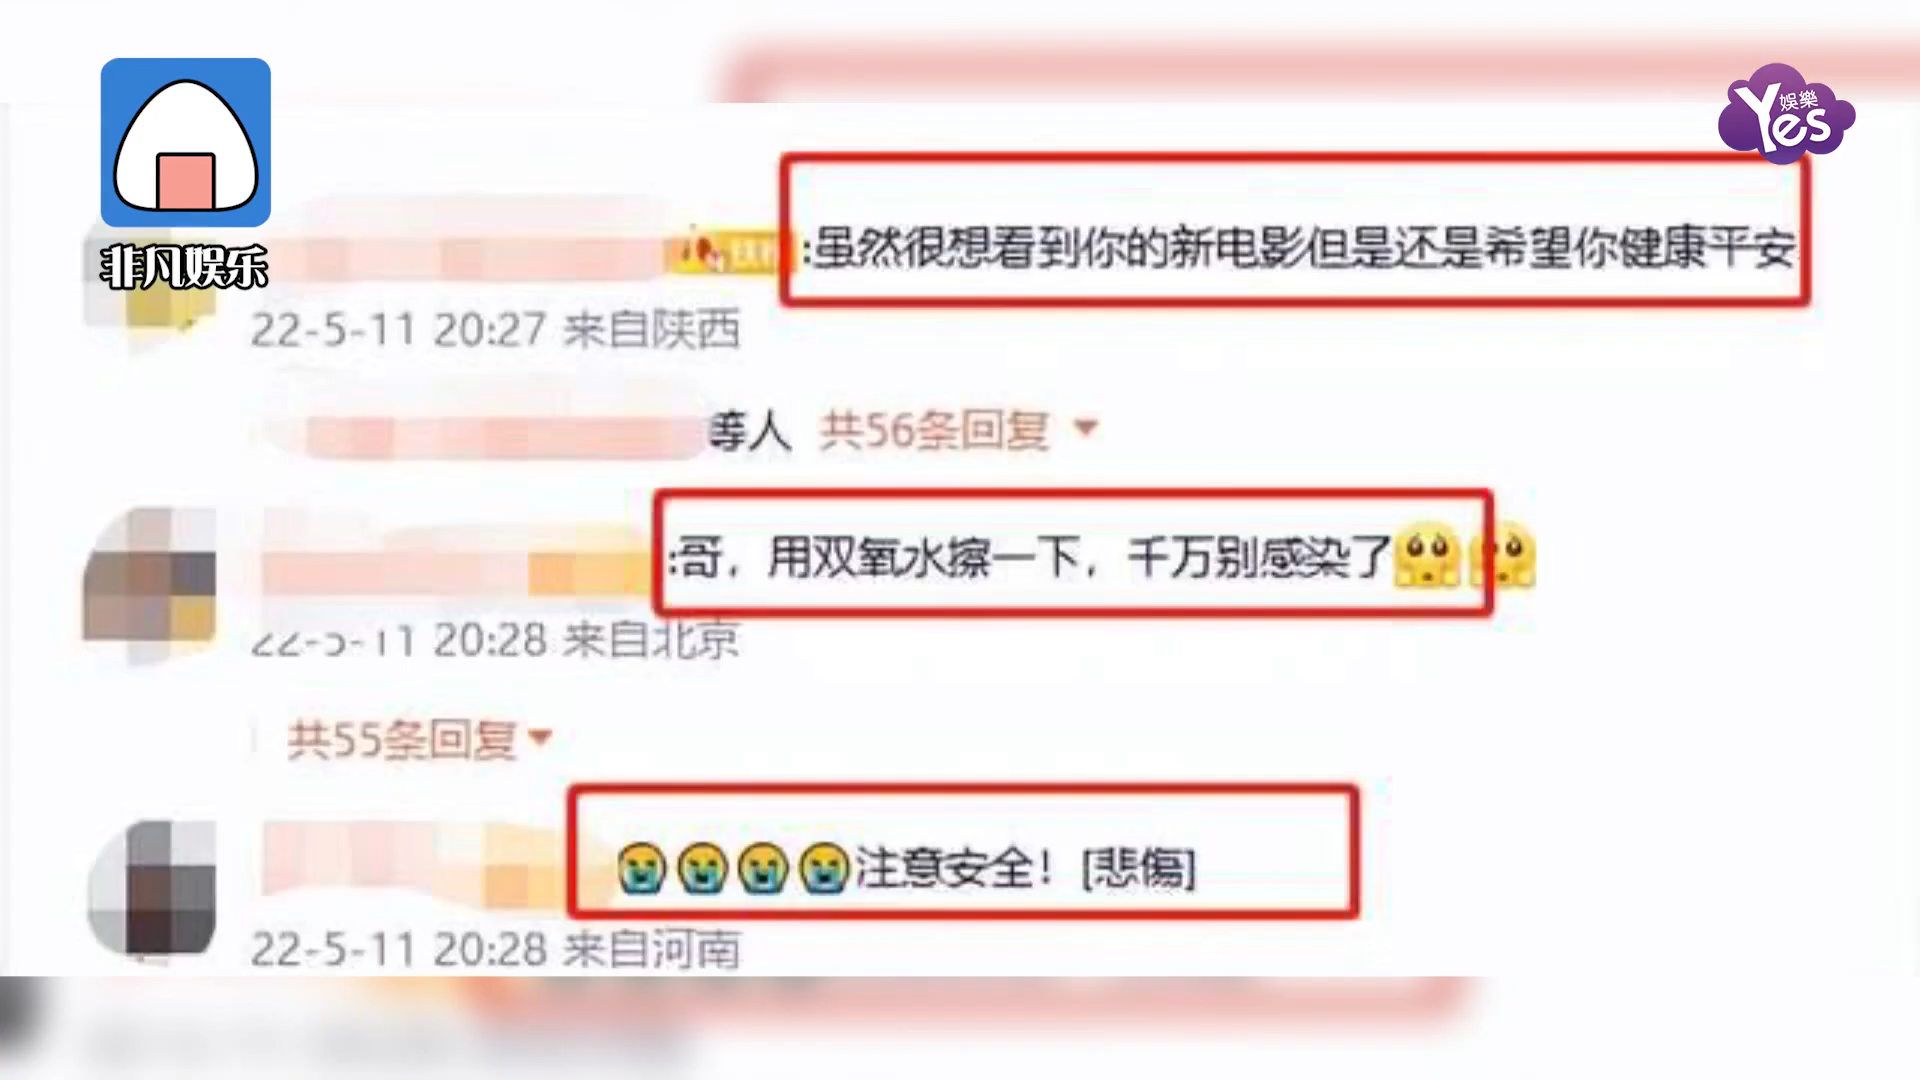 Yes 娛樂
非凡娱乐
:虽然很想看到你的新电影但是还是希望你健康平安
22-5-11 20:27 来自陕西
等人 共56条回复
:哥，用双氧水擦一下，千万别感染了
22-5-11 20:28 来自北京
共55条回复
😭😭😭😭注意安全！[悲傷]
22-5-11 20:28 来自河南